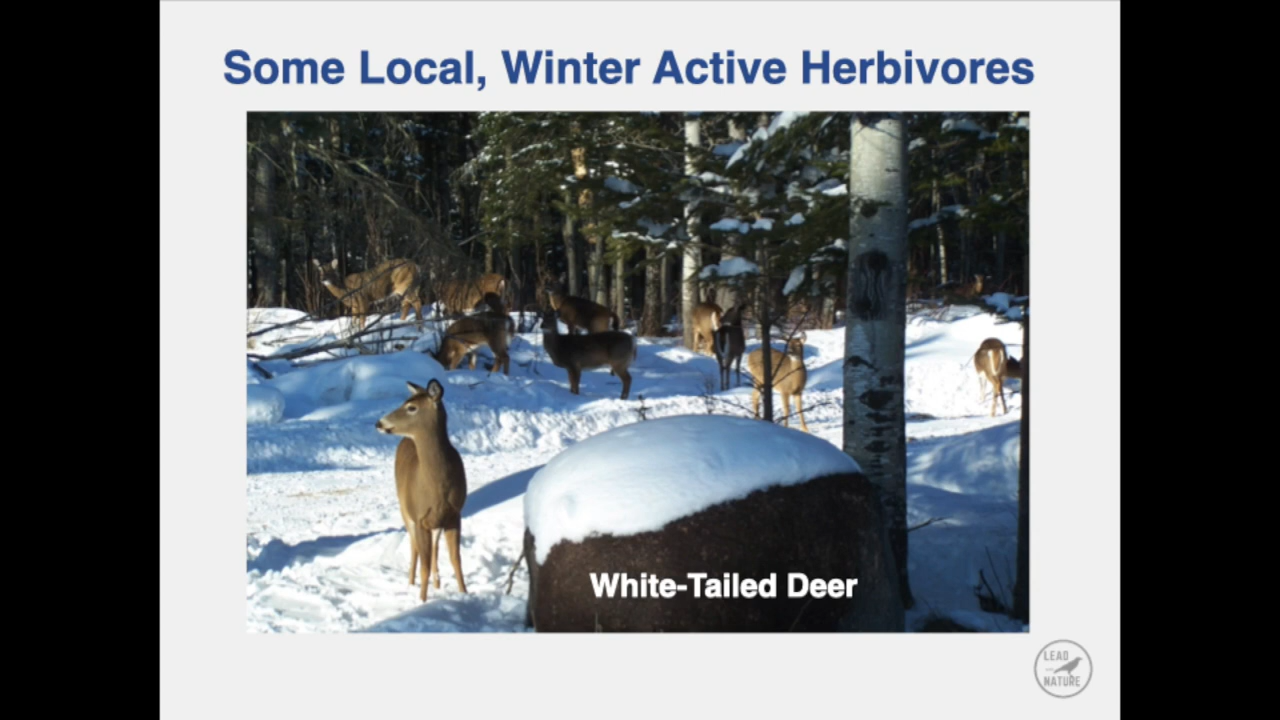 Some Local, Winter Active Herbivores
White-Tailed Deer
LEAD
NATURE